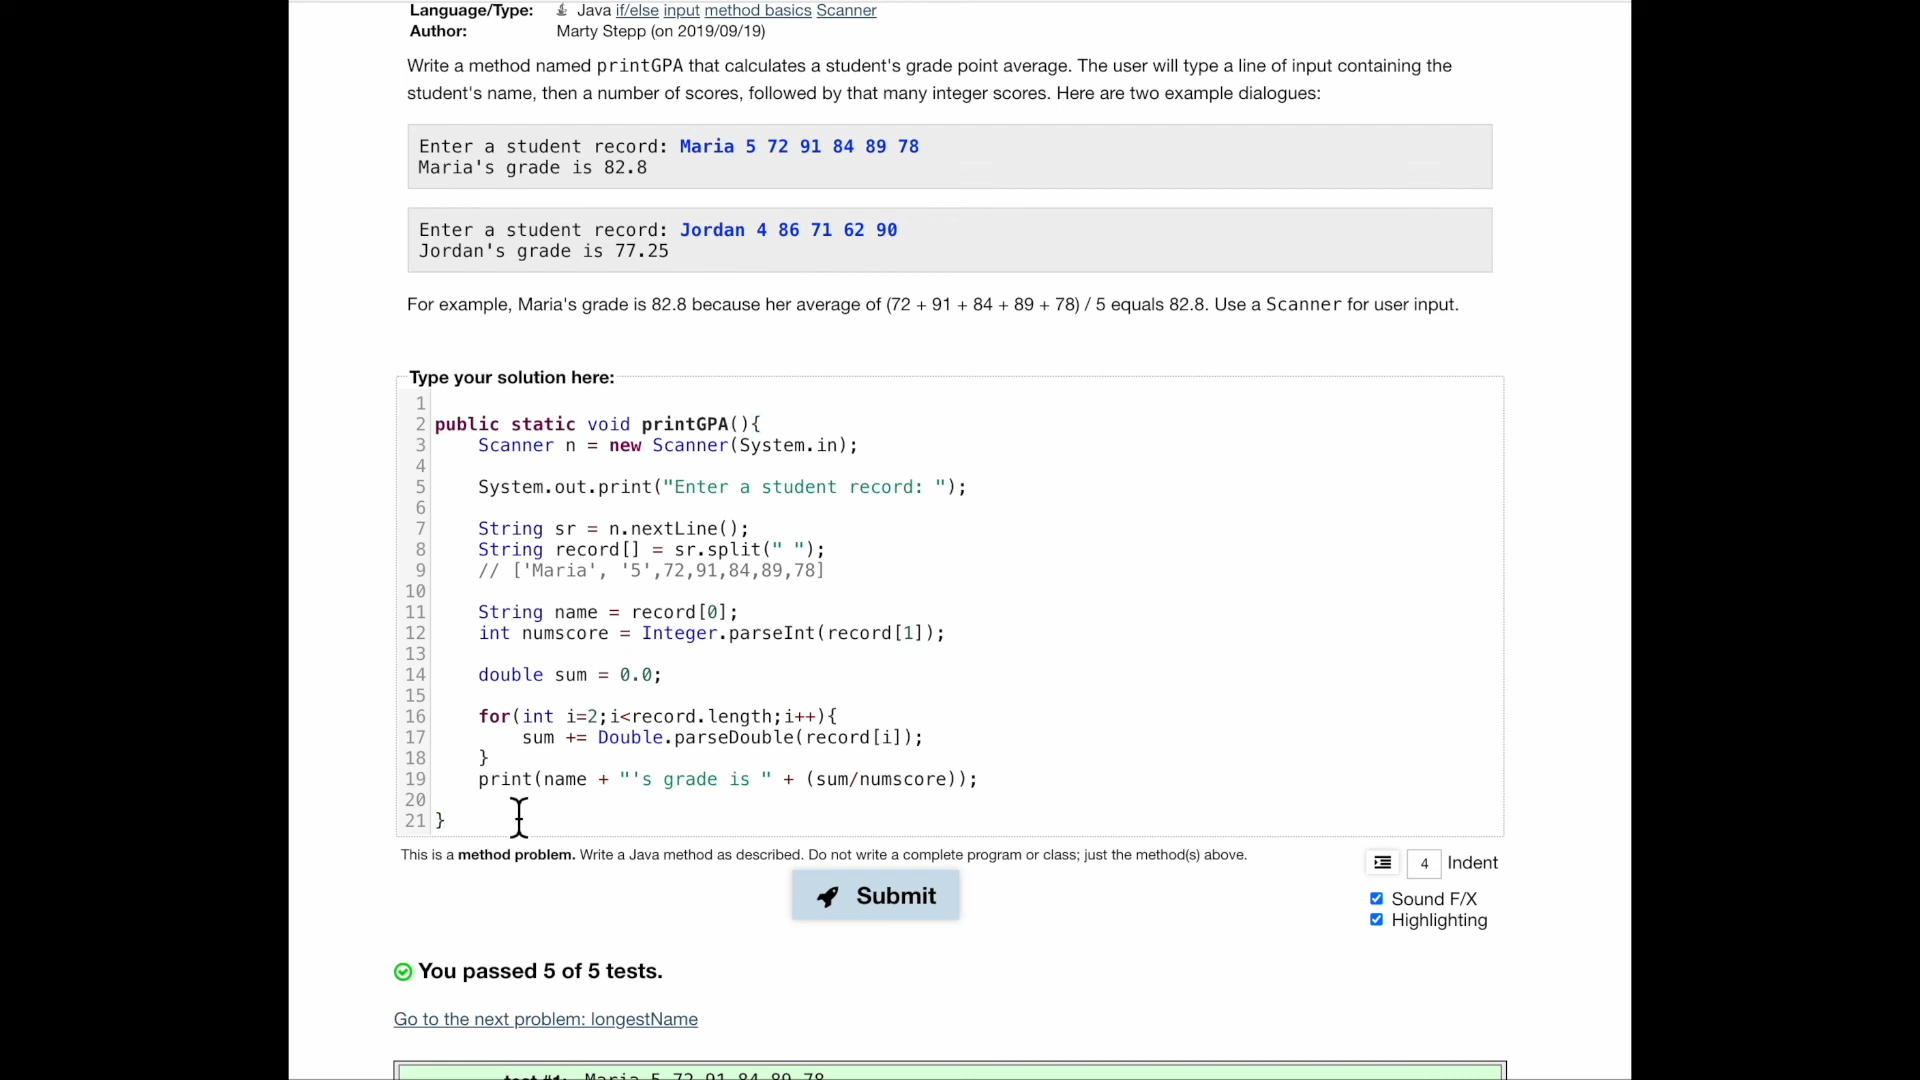 Language/Type: Java if/else input method basics Scanner
Author: Marty Stepp (on 2019/09/19)
Write a method named printGPA that calculates a student's grade point average. The user will type a line of input containing the
student's name, then a number of scores, followed by that many integer scores. Here are two example dialogues:
Enter a student record: Maria 5 72 91 84 89 78
Maria's grade is 82.8
Enter a student record: Jordan 4 86 71 62 90
Jordan's grade is 77.25
For example, Maria's grade is 82.8 because her average of (72 + 91 + 84 + 89 + 78) / 5 equals 82.8. Use a Scanner for user input.
Type your solution here:
1
2 public static void printGPA(){
3     Scanner n = new Scanner(System.in);
4
5     System.out.print("Enter a student record: ");
6
7     String sr = n.nextLine();
8     String record[] = sr.split(" ");
9     // ['Maria', '5',72,91,84,89,78]
10
11     String name = record[0];
12     int numscore = Integer.parseInt(record[1]);
13
14     double sum = 0.0;
15
16     for(int i=2;i<record.length;i++){
17         sum += Double.parseDouble(record[i]);
18     }
19     print(name + "'s grade is " + (sum/numscore));
20
21 }
This is a method problem. Write a Java method as described. Do not write a complete program or class; just the method(s) above.
4 Indent
Submit
Sound F/X
Highlighting
You passed 5 of 5 tests.
Go to the next problem: longestName
test #1: Maria 5 72 91 84 89 78